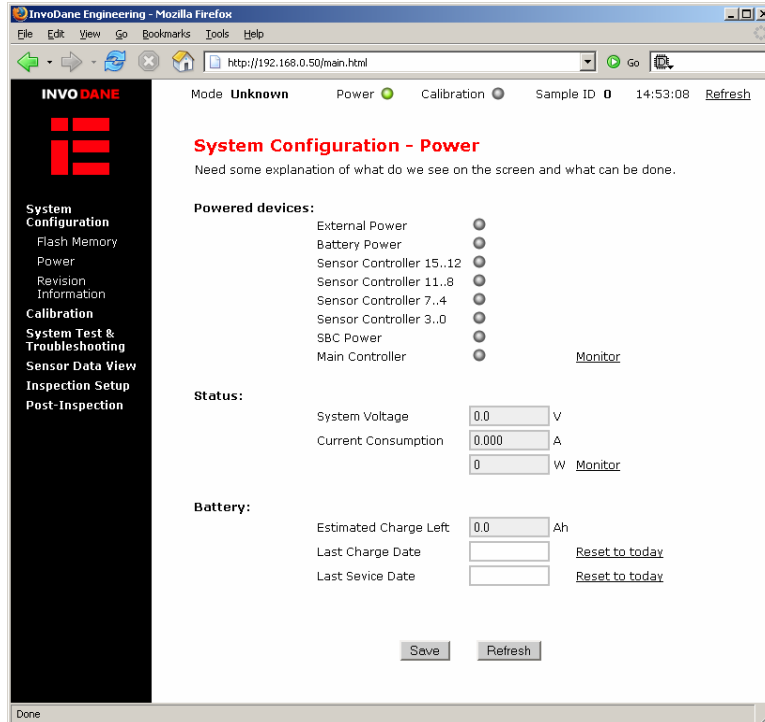 InvoDane Engineering - Mozilla Firefox
File Edit View Go Bookmarks Tools Help
http://192.168.0.50/main.html Go
INVODANE Mode Unknown Power Calibration Sample ID 0 14:53:08 Refresh
System Configuration - Power
Need some explanation of what do we see on the screen and what can be done.
System
Configuration
Flash Memory
Power
Revision
Information
Calibration
System Test &
Troubleshooting
Sensor Data View
Inspection Setup
Post-Inspection
Powered devices:
External Power
Battery Power
Sensor Controller 15..12
Sensor Controller 11..8
Sensor Controller 7..4
Sensor Controller 3..0
SBC Power
Main Controller Monitor
Status:
System Voltage 0.0 V
Current Consumption 0.000 A
0 W Monitor
Battery:
Estimated Charge Left 0.0 Ah
Last Charge Date Reset to today
Last Sevice Date Reset to today
Save Refresh
Done